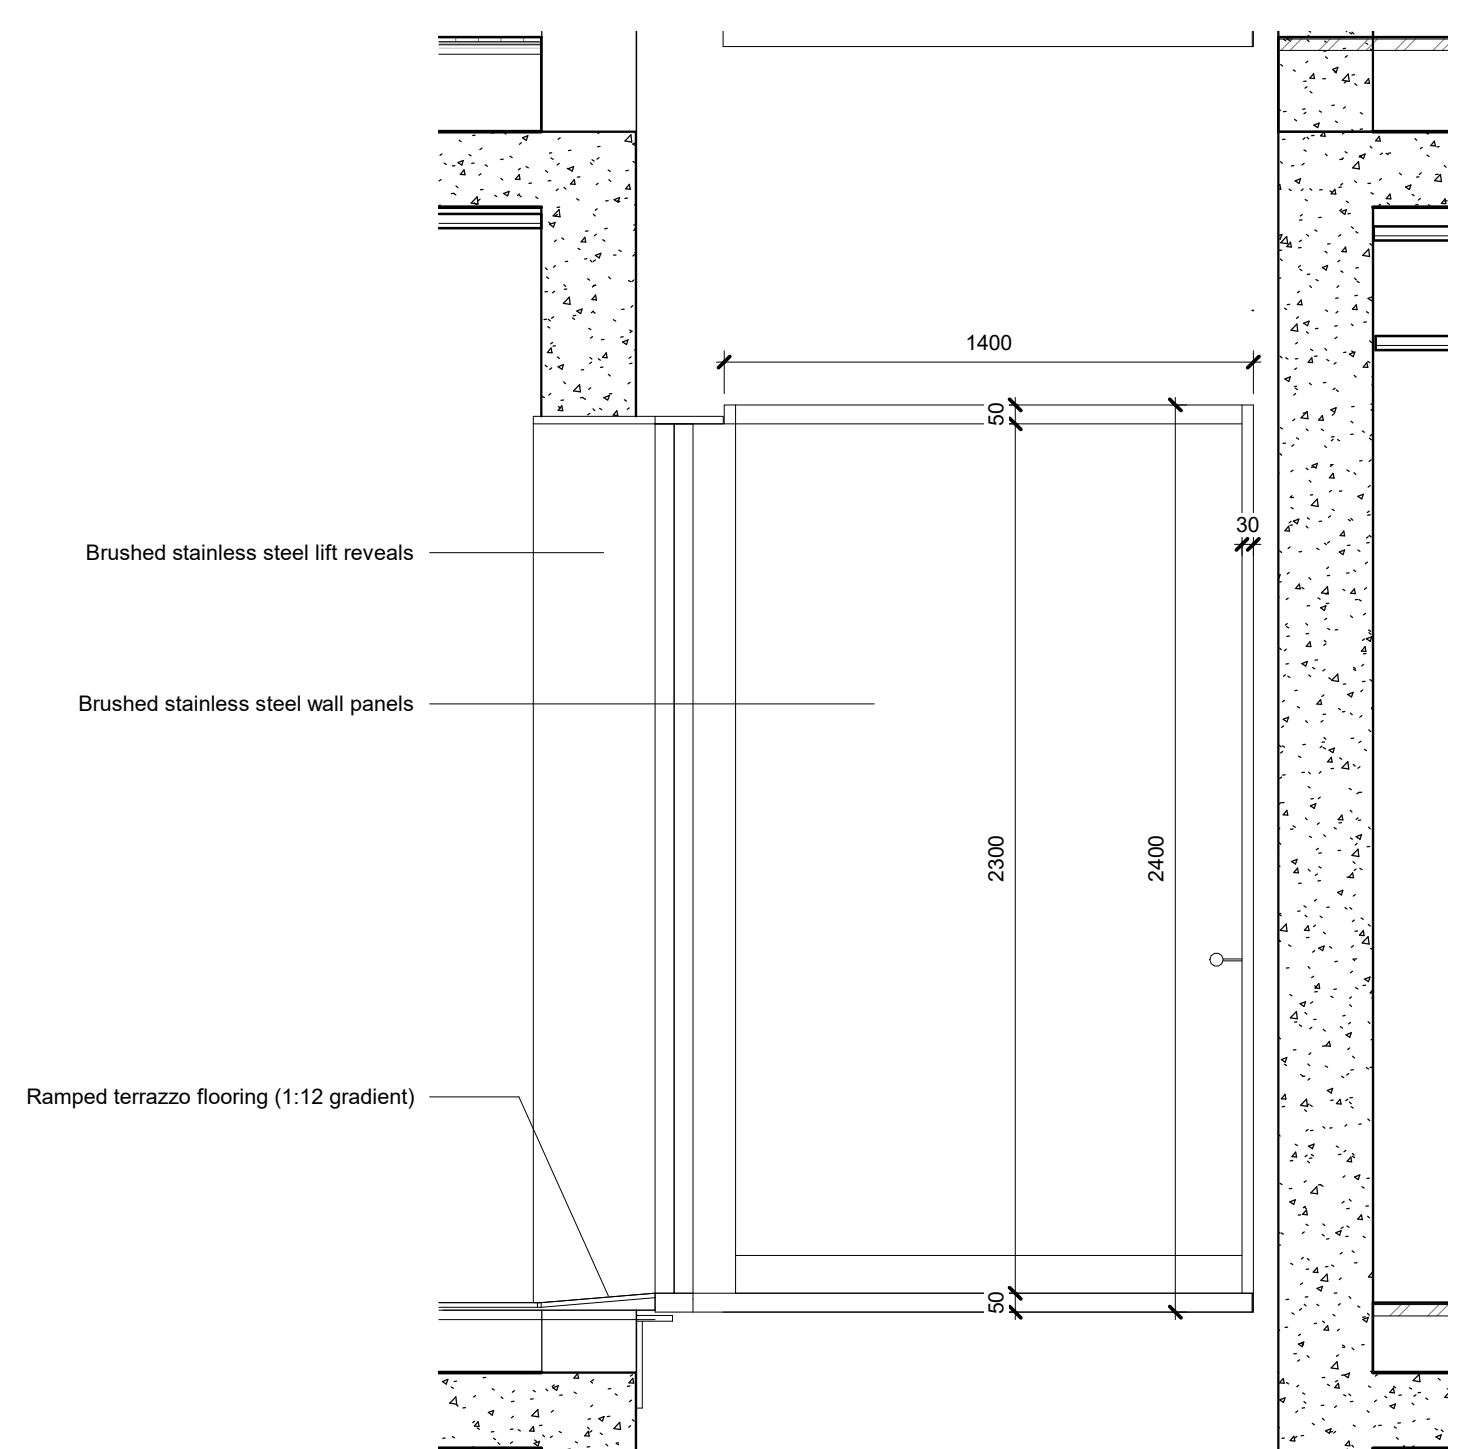 1400
50
30
Brushed stainless steel lift reveals
Brushed stainless steel wall panels
2300
2400
Ramped terrazzo flooring (1:12 gradient)
50